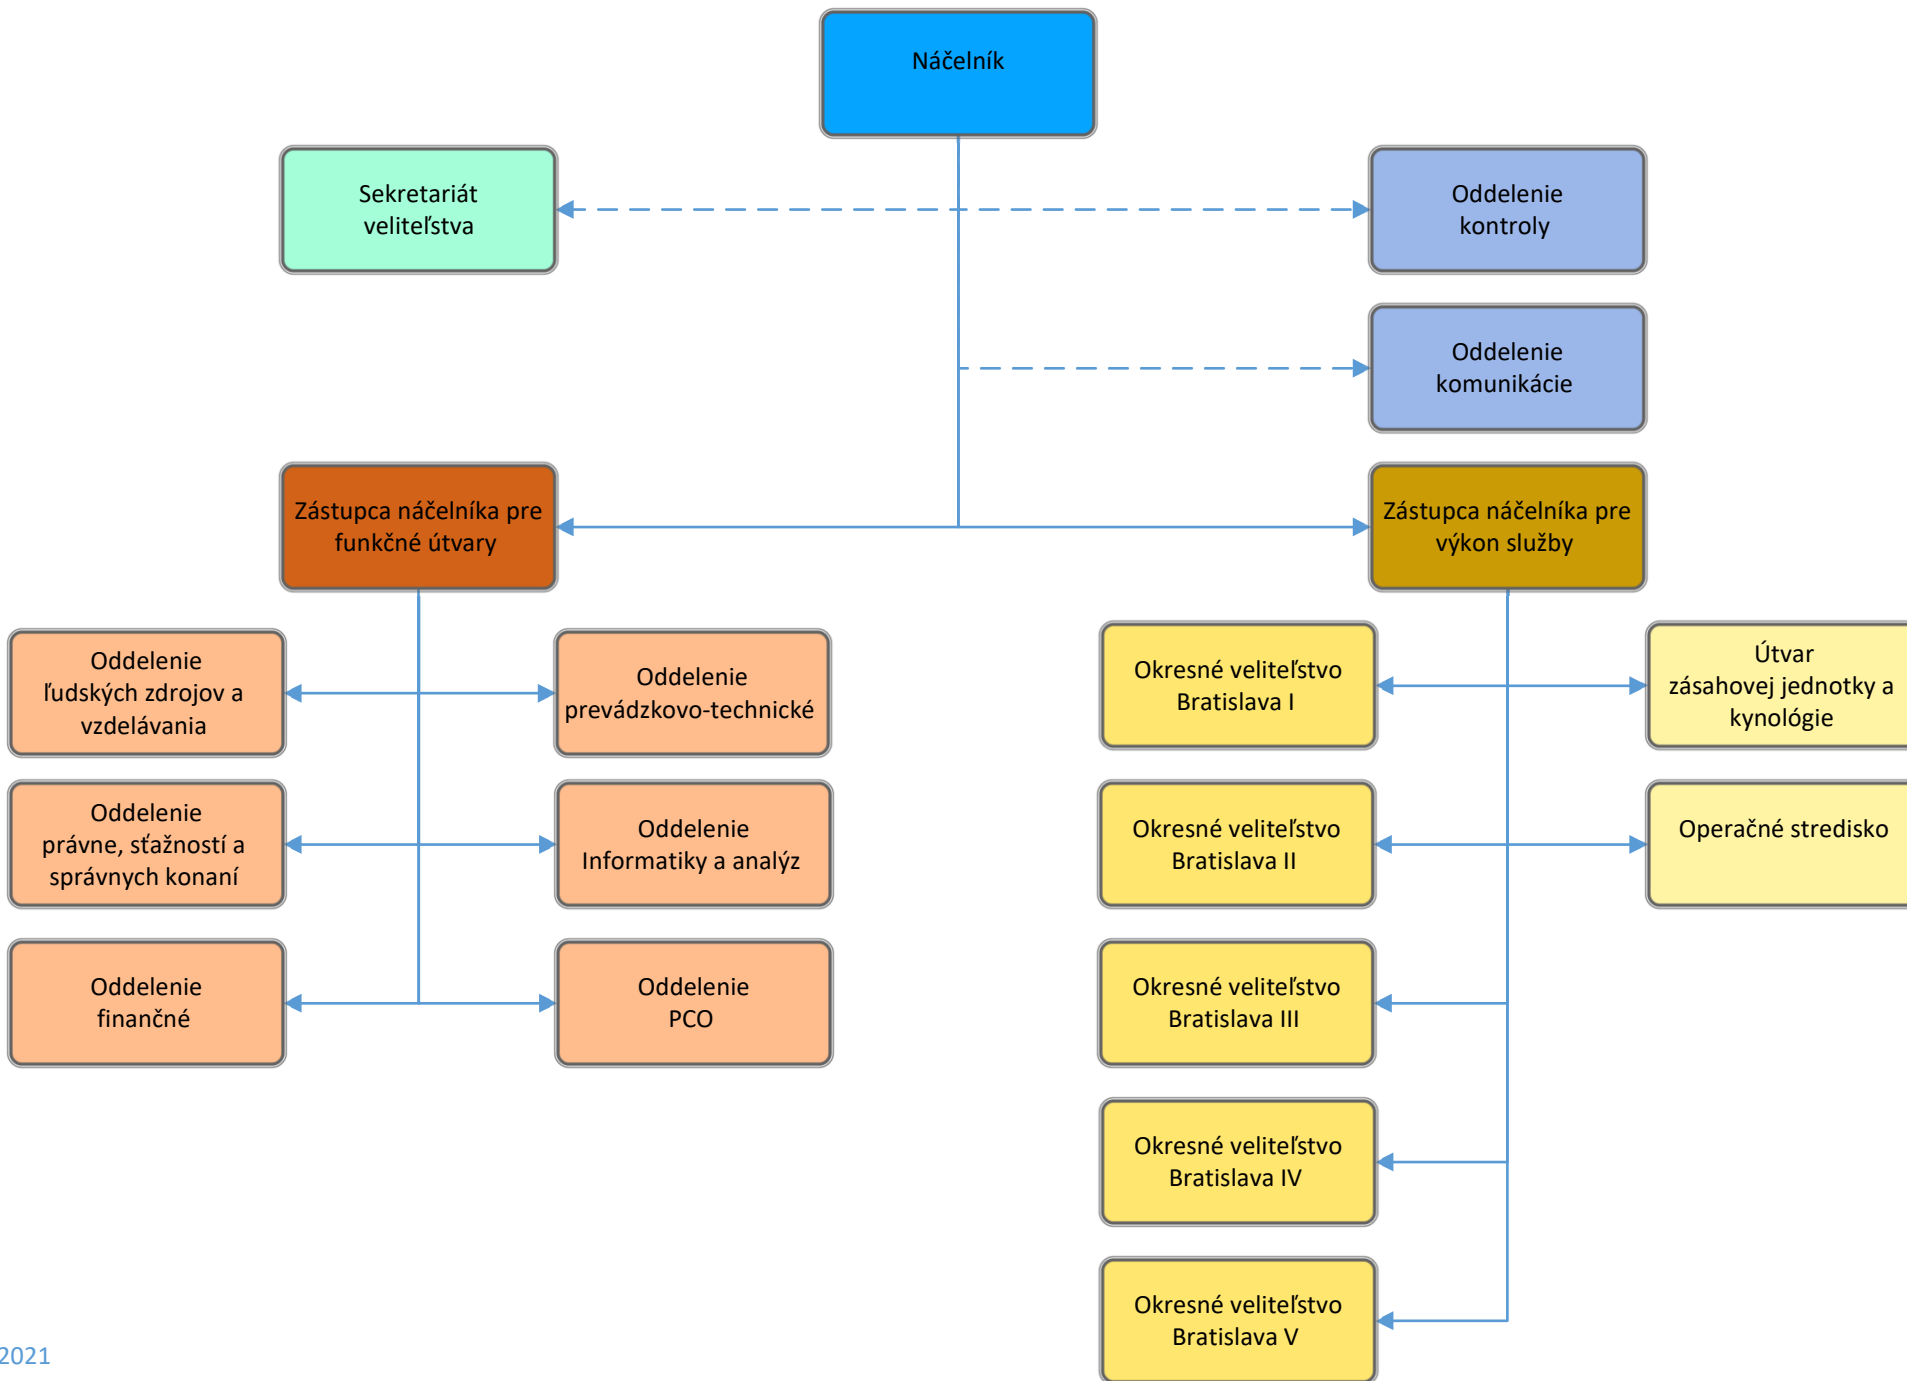 Náčelník
Sekretariát
veliteľstva
Oddelenie
kontroly
Oddelenie
komunikácie
Zástupca náčelníka pre
funkčné útvary
Zástupca náčelníka pre
výkon služby
Oddelenie
ľudských zdrojov a
vzdelávania
Oddelenie
prevádzkovo-technické
Okresné veliteľstvo
Bratislava I
Útvar
zásahovej jednotky a
kynológie
Oddelenie
právne, sťažností a
správnych konaní
Oddelenie
Informatiky a analýz
Okresné veliteľstvo
Bratislava II
Operačné stredisko
Oddelenie
finančné
Oddelenie
PCO
Okresné veliteľstvo
Bratislava III
Okresné veliteľstvo
Bratislava IV
Okresné veliteľstvo
Bratislava V
2021